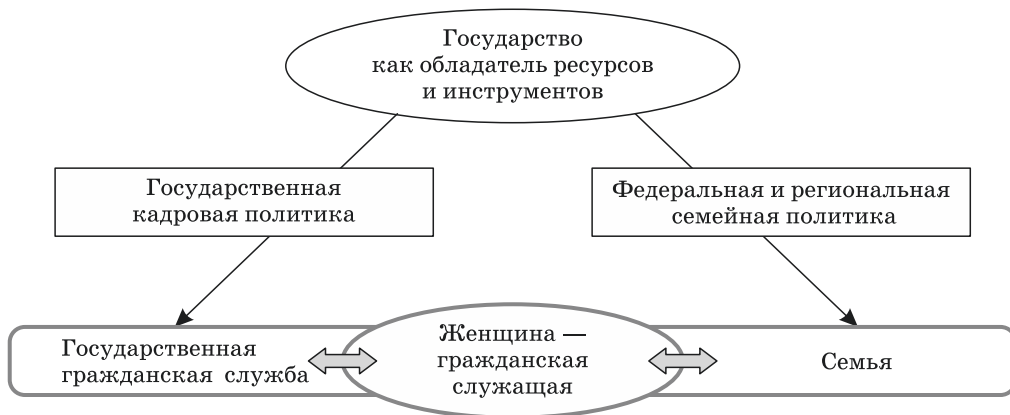 Государство
как обладатель ресурсов
и инструментов
Государственная
кадровая политика
Федеральная и региональная
семейная политика
Государственная
гражданская служба
Женщина —
гражданская
служащая
Семья